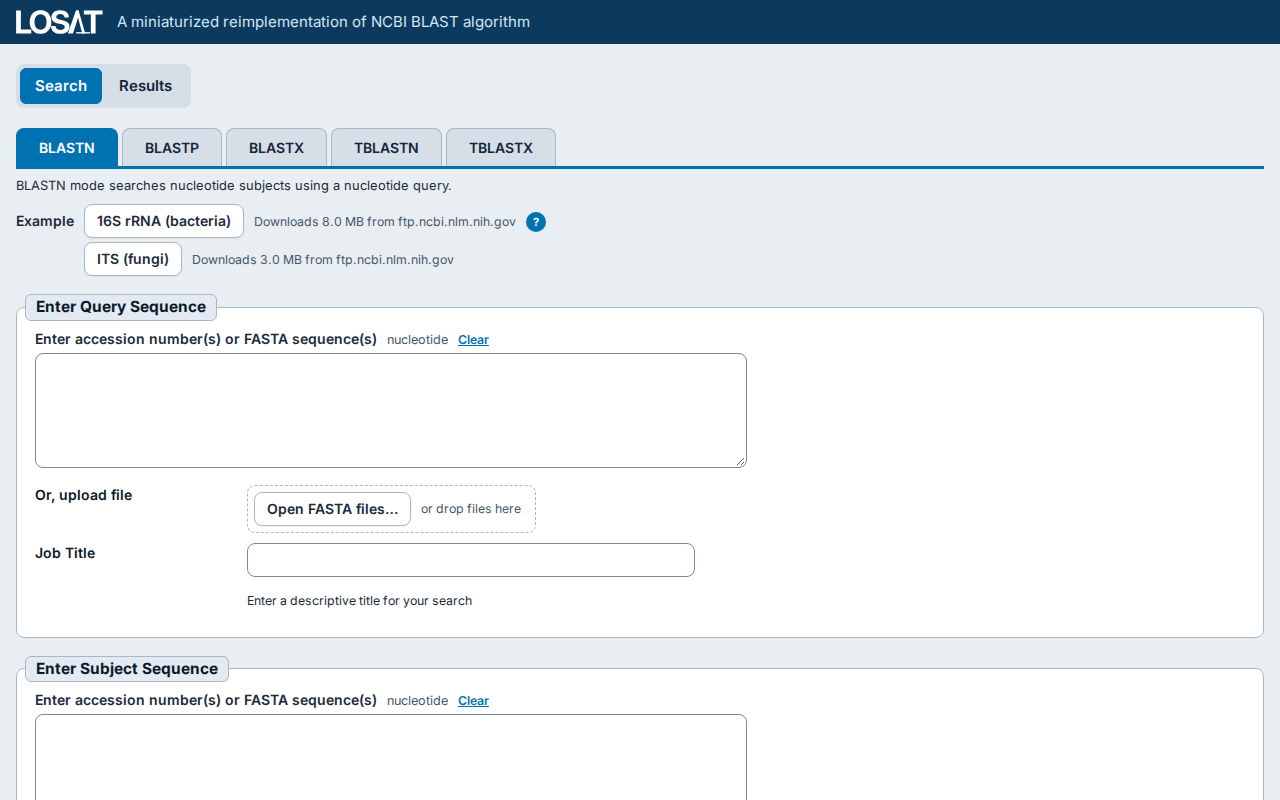 LOSAT A miniaturized reimplementation of NCBI BLAST algorithm
Search Results
BLASTN BLASTP BLASTX TBLASTN TBLASTX
BLASTN mode searches nucleotide subjects using a nucleotide query.
Example 16S rRNA (bacteria) Downloads 8.0 MB from ftp.ncbi.nlm.nih.gov ?
ITS (fungi) Downloads 3.0 MB from ftp.ncbi.nlm.nih.gov
Enter Query Sequence
Enter accession number(s) or FASTA sequence(s) nucleotide Clear
Or, upload file Open FASTA files... or drop files here
Job Title
Enter a descriptive title for your search
Enter Subject Sequence
Enter accession number(s) or FASTA sequence(s) nucleotide Clear